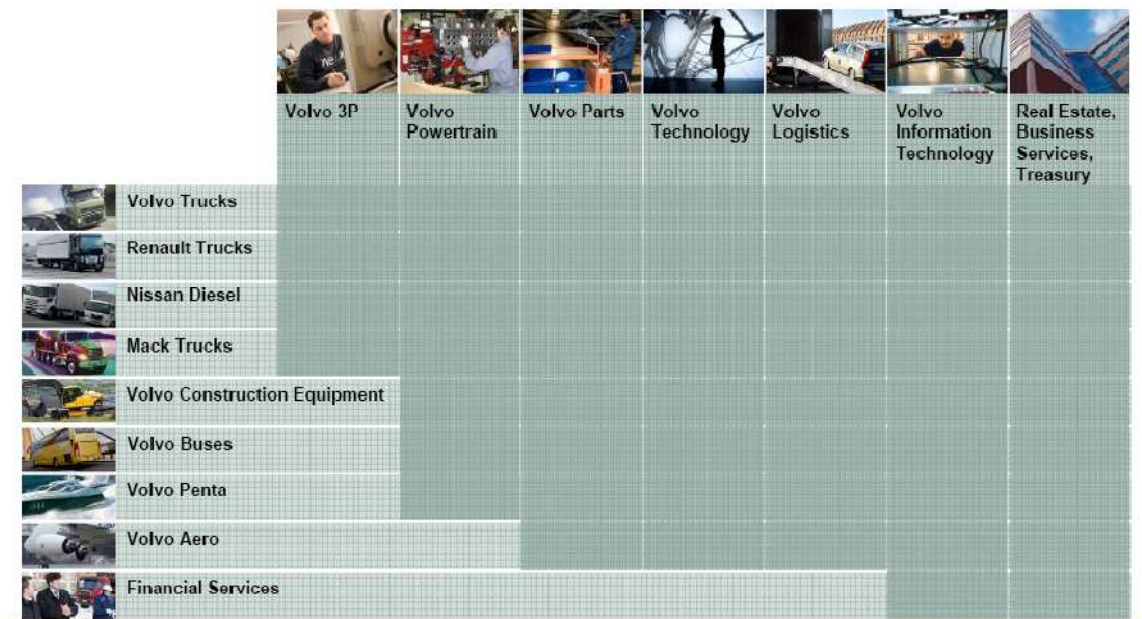 Volvo 3P
Volvo
Powertrain
Volvo Parts
Volvo
Technology
Volvo
Logistics
Volvo
Information
Technology
Real Estate,
Business
Services,
Treasury
Volvo Trucks
Renault Trucks
Nissan Diesel
Mack Trucks
Volvo Construction Equipment
Volvo Buses
Volvo Penta
Volvo Aero
Financial Services